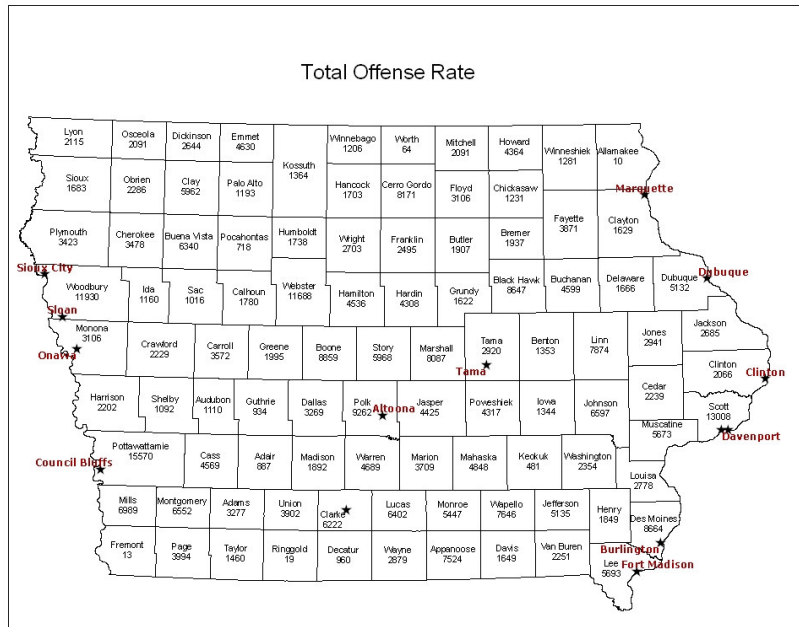 Total Offense Rate
Lyon
2115
Osceola
2091
Dickinson
2644
Emmet
4630
Kossuth
1364
Winnebago
1206
Worth
64
Mitchell
2091
Howard
4364
Winneshiek
1281
Allamakee
10
Sioux
1683
Obrien
2286
Clay
5962
Palo Alto
1193
Hancock
1703
Cerro Gordo
8171
Floyd
3106
Chickasaw
1231
Marquette
Fayette
3871
Clayton
1629
Plymouth
3423
Cherokee
3478
Buena Vista
6340
Pocahontas
718
Humboldt
1738
Wright
2703
Franklin
2495
Butler
1907
Bremer
1937
Sioux City
Woodbury
11930
Ida
1160
Sac
1016
Calhoun
1780
Webster
11688
Hamilton
4536
Hardin
4308
Grundy
1622
Black Hawk
8647
Buchanan
4599
Delaware
1666
Dubuque
5132
Dubuque
Sloan
Monona
3106
Onawa
Crawford
2229
Carroll
3572
Greene
1995
Boone
8859
Story
5968
Marshall
8087
Tama
2920
Tama
Benton
1353
Linn
7874
Jones
2941
Jackson
2685
Clinton
2066
Clinton
Harrison
2202
Shelby
1092
Audubon
1110
Guthrie
934
Dallas
3269
Polk
9262
Altoona
Jasper
4425
Poweshiek
4317
Iowa
1344
Johnson
6597
Cedar
2239
Scott
13008
Davenport
Muscatine
5673
Pottawattamie
15570
Council Bluffs
Cass
4569
Adair
887
Madison
1892
Warren
4689
Marion
3709
Mahaska
4848
Keokuk
481
Washington
2354
Louisa
2778
Mills
6989
Montgomery
6552
Adams
3277
Union
3902
Clarke
6222
Lucas
6402
Monroe
5447
Wapello
7646
Jefferson
5135
Henry
1849
Des Moines
8664
Burlington
Fremont
13
Page
3994
Taylor
1460
Ringgold
19
Decatur
960
Wayne
2879
Appanoose
7524
Davis
1649
Van Buren
2251
Lee
5693
Fort Madison